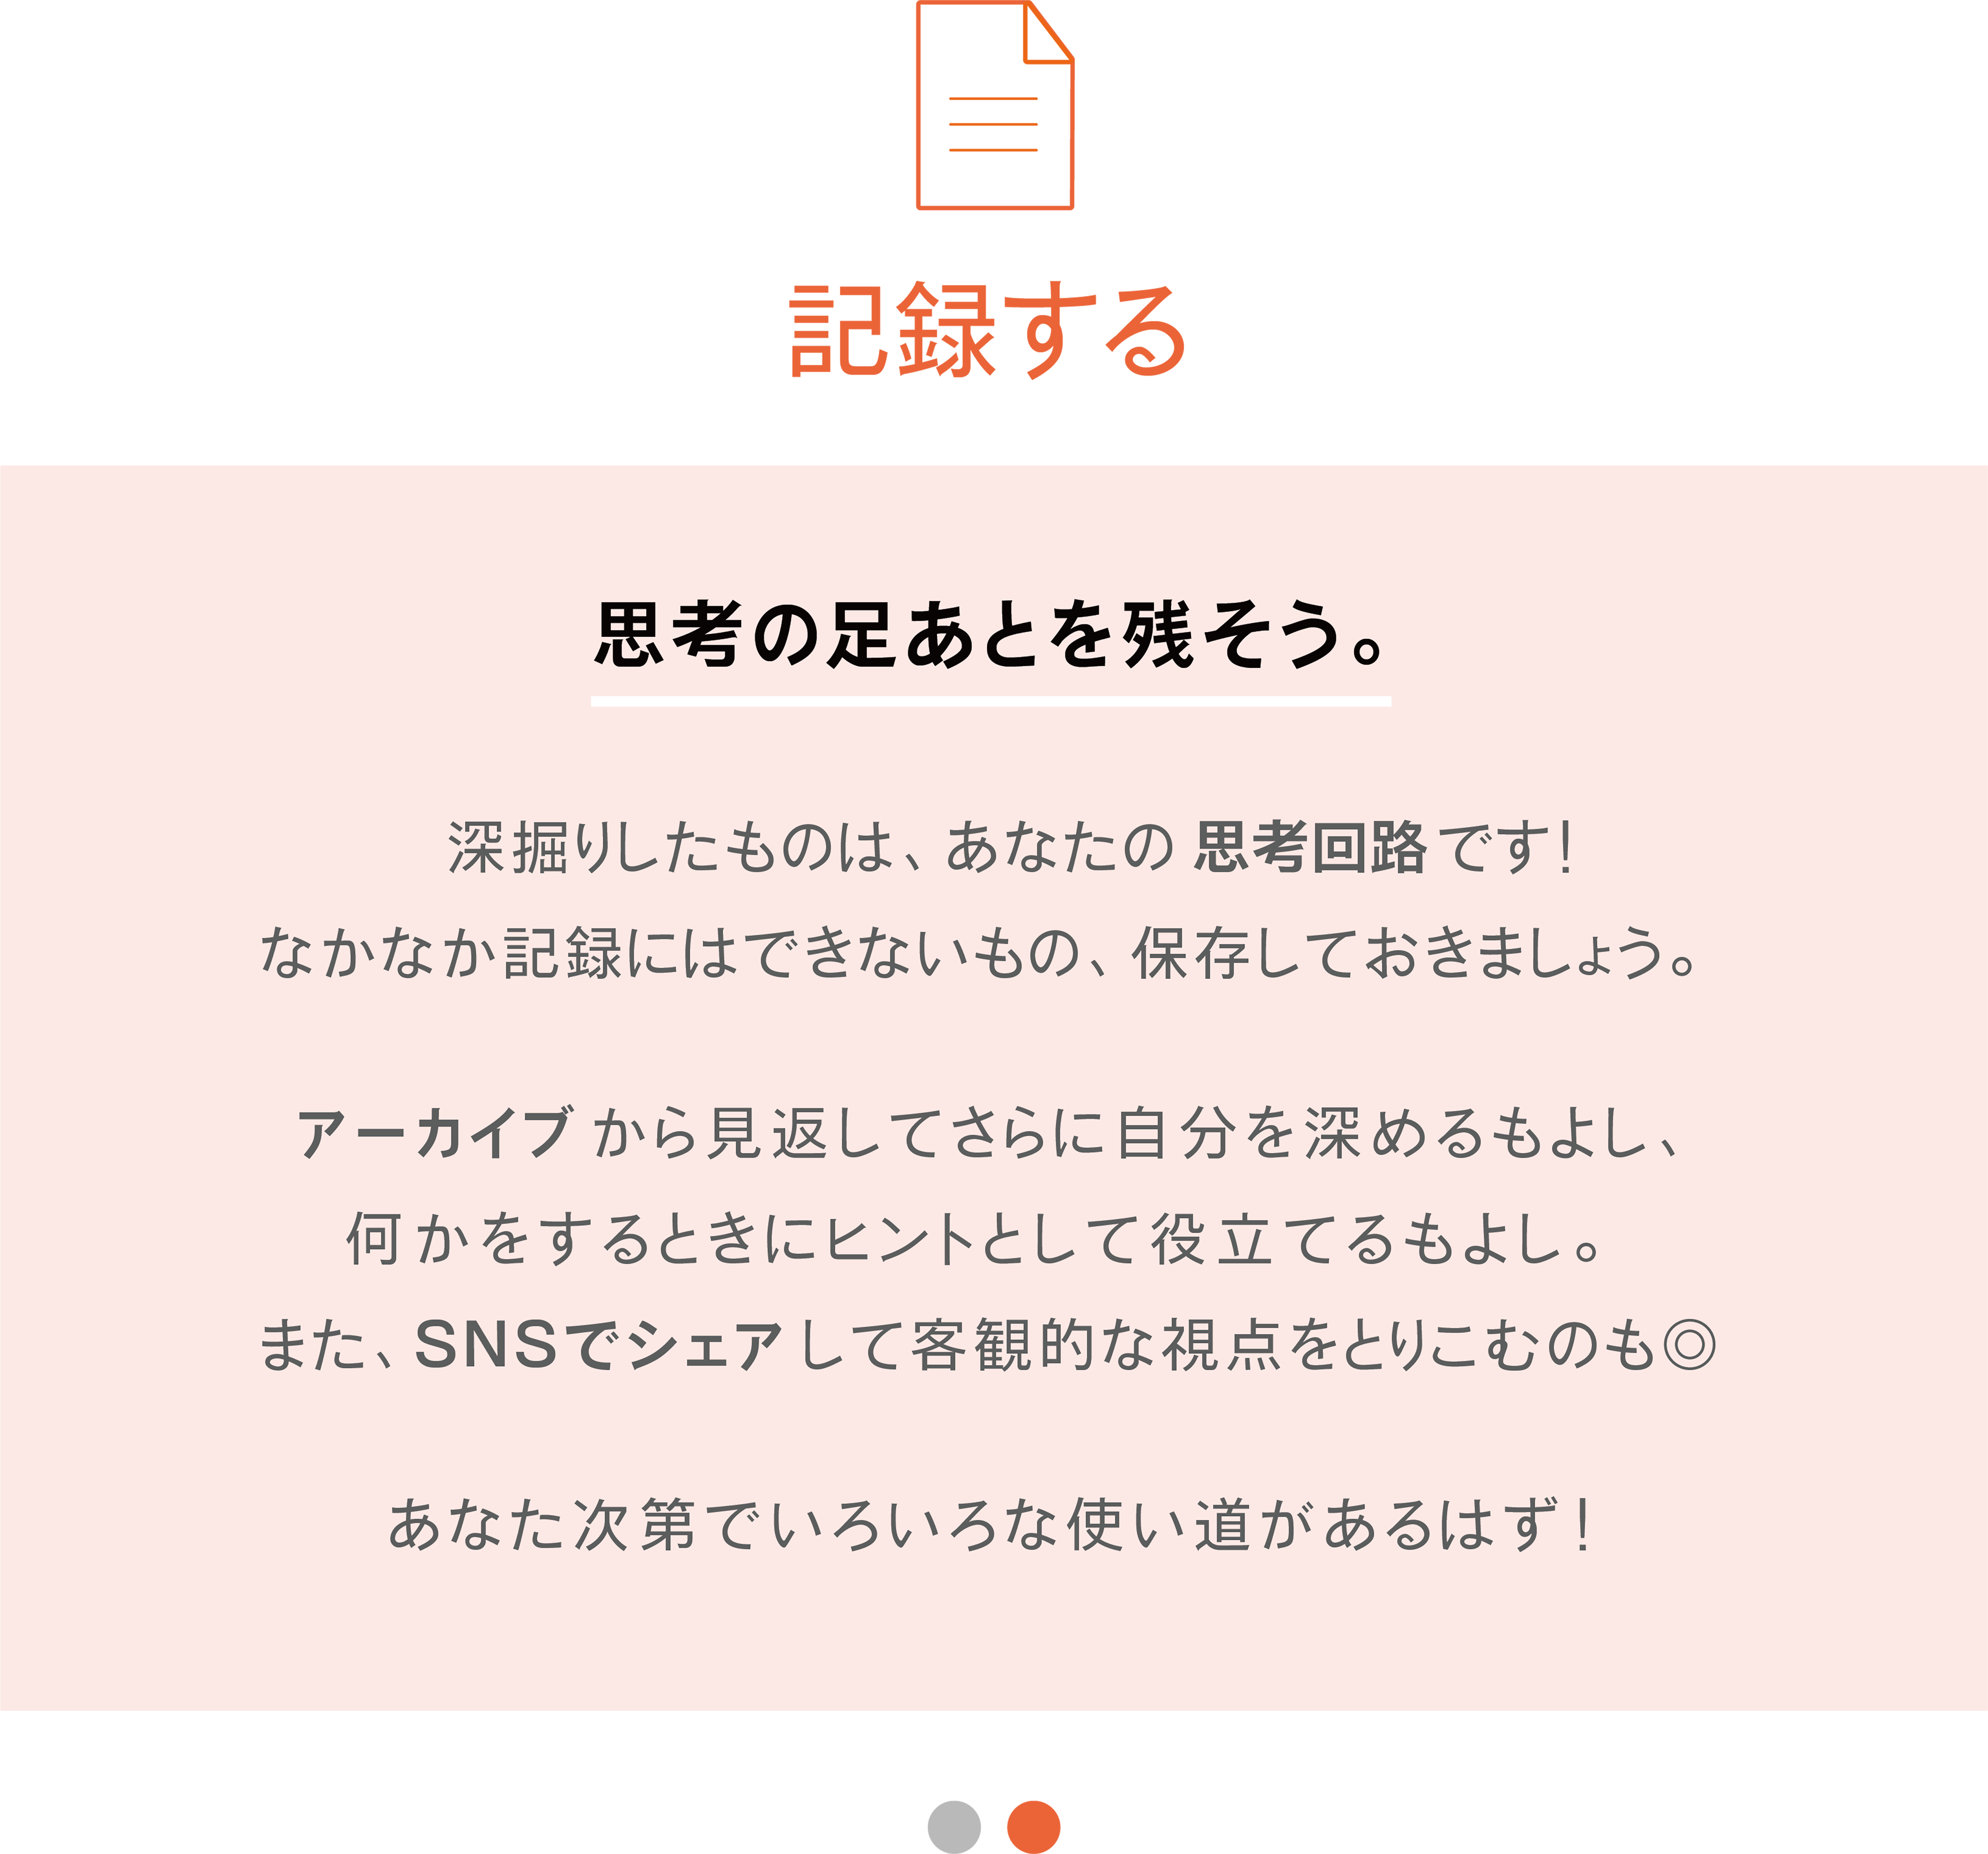 記録する
思考の足あとを残そう。
深掘りしたものは、あなたの思考回路です!
なかなか記録にはできないもの、保存しておきましょう。
アーカイブから見返してさらに自分を深めるもよし、
何かをするときにヒントとして役立てるもよし。
また、SNSでシェアして客観的な視点をとりこむのも◎
あなた次第でいろいろな使い道があるはず!